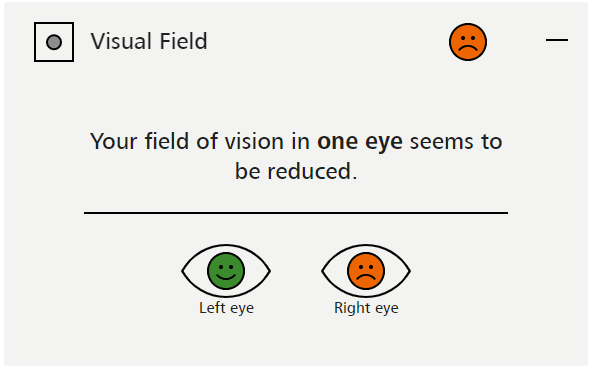 Visual Field
Your field of vision in one eye seems to
be reduced.
Left eye
Right eye